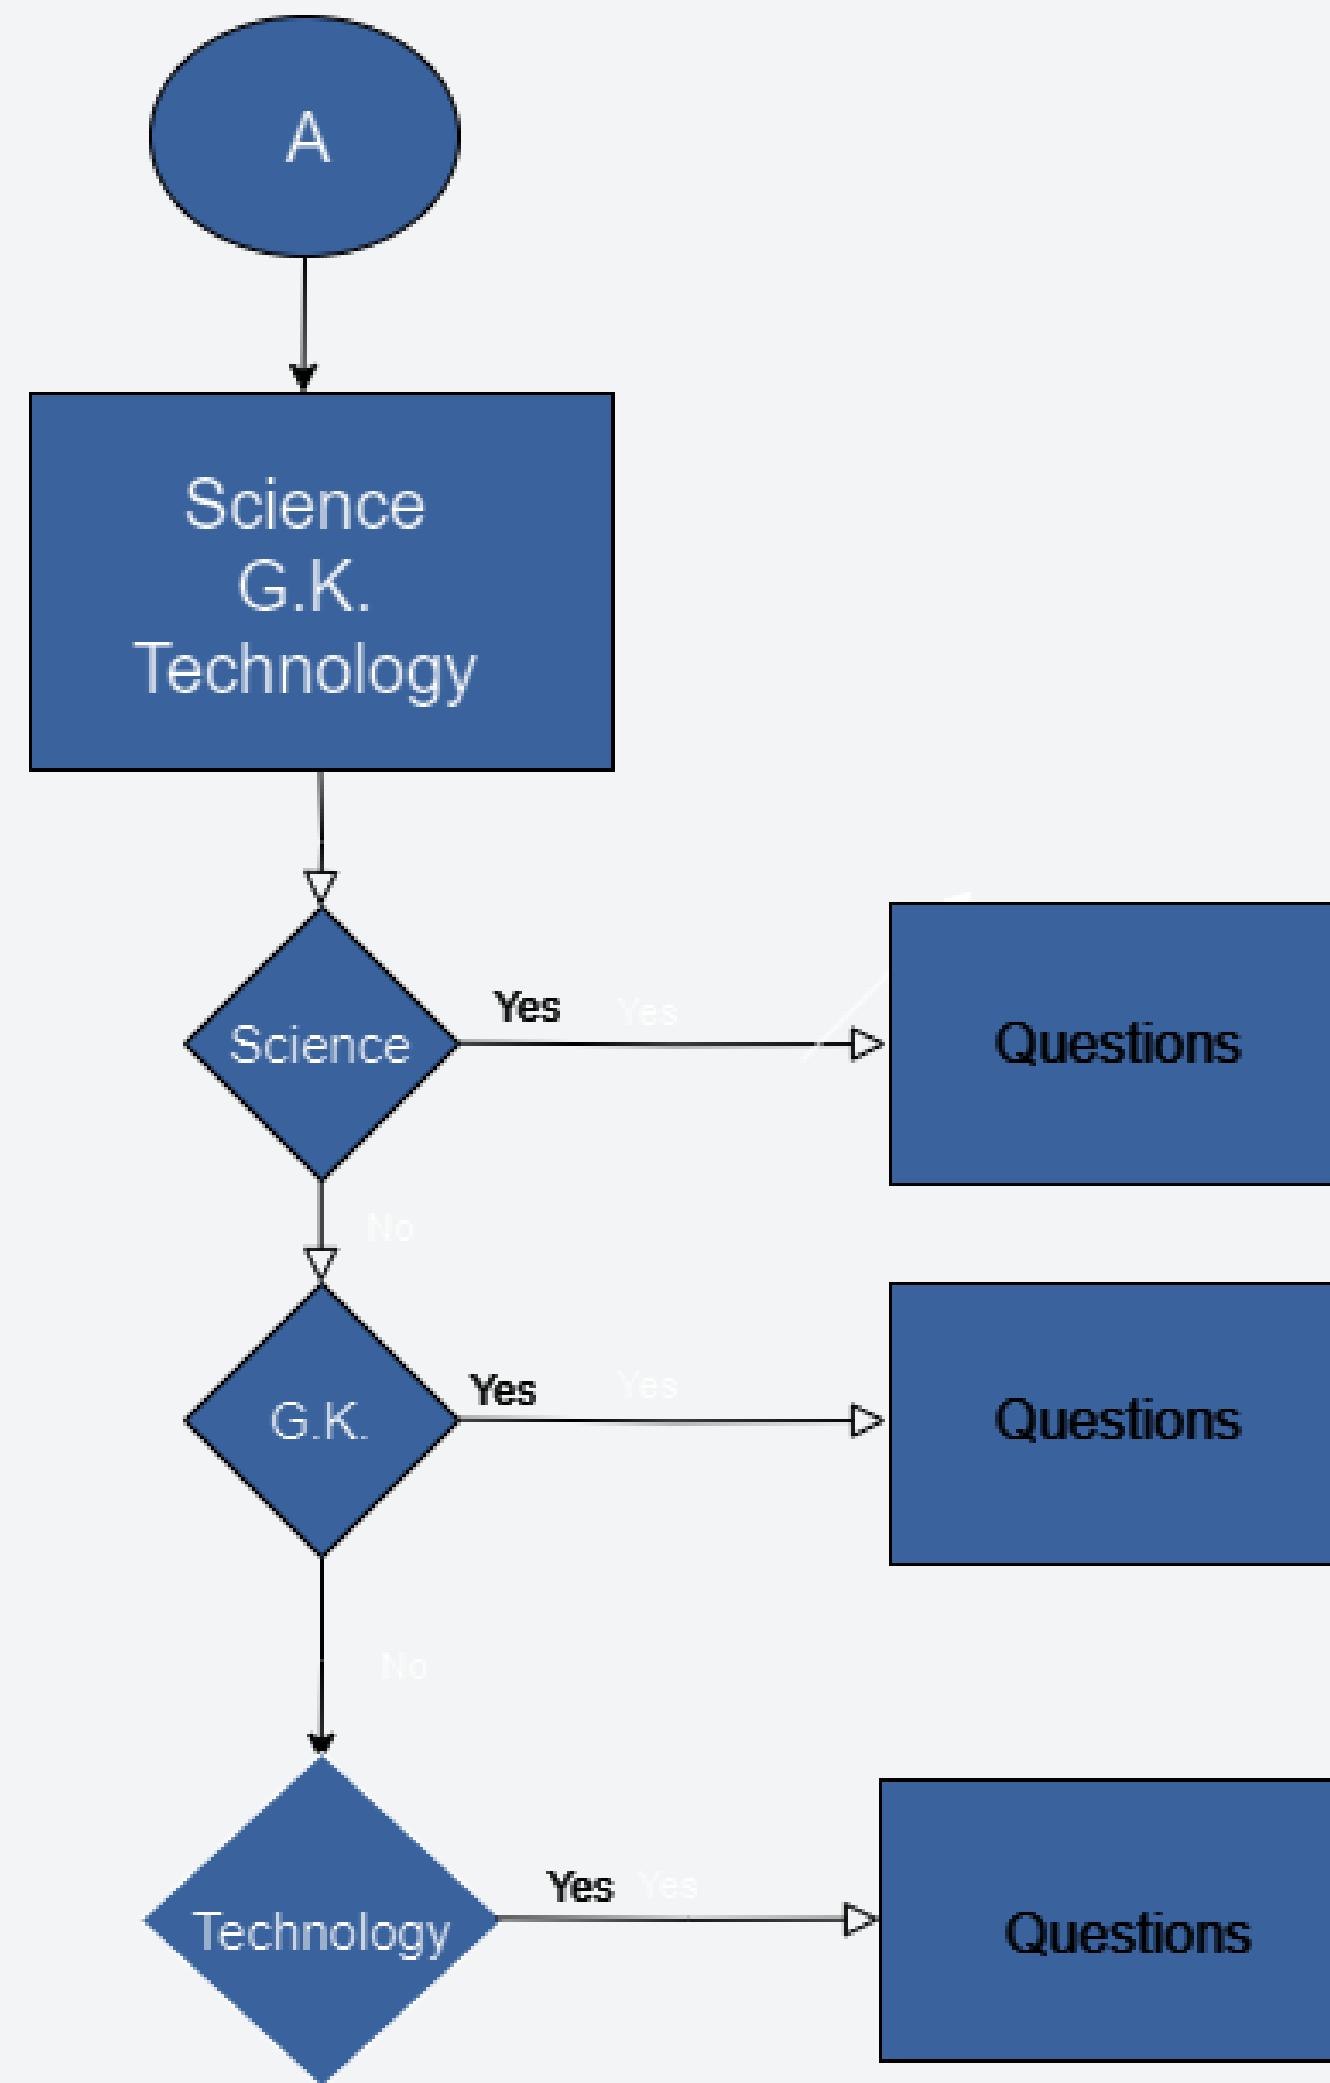 A
Science
G.K.
Technology
Science
Yes Yes
Questions
No
G.K.
Yes Yes
Questions
No
Technology
Yes Yes
Questions